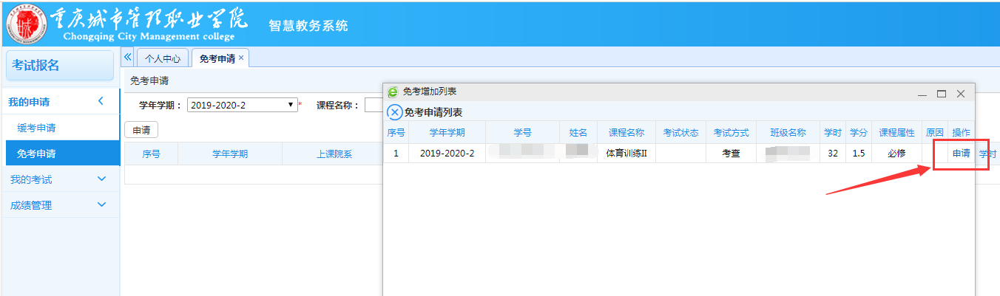 重庆城市管理职业学院
Chongqing City Management college
智慧教务系统
考试报名
个人中心 免考申请
我的申请
缓考申请
免考申请
我的考试
成绩管理
免考申请
学年学期： 2019-2020-2 * 课程名称：
申请
序号 学年学期 上课院系 学时
免考增加列表
免考申请列表
序号 学年学期 学号 姓名 课程名称 考试状态 考试方式 班级名称 学时 学分 课程属性 原因 操作
1 2019-2020-2 体育训练II 考查 32 1.5 必修 申请